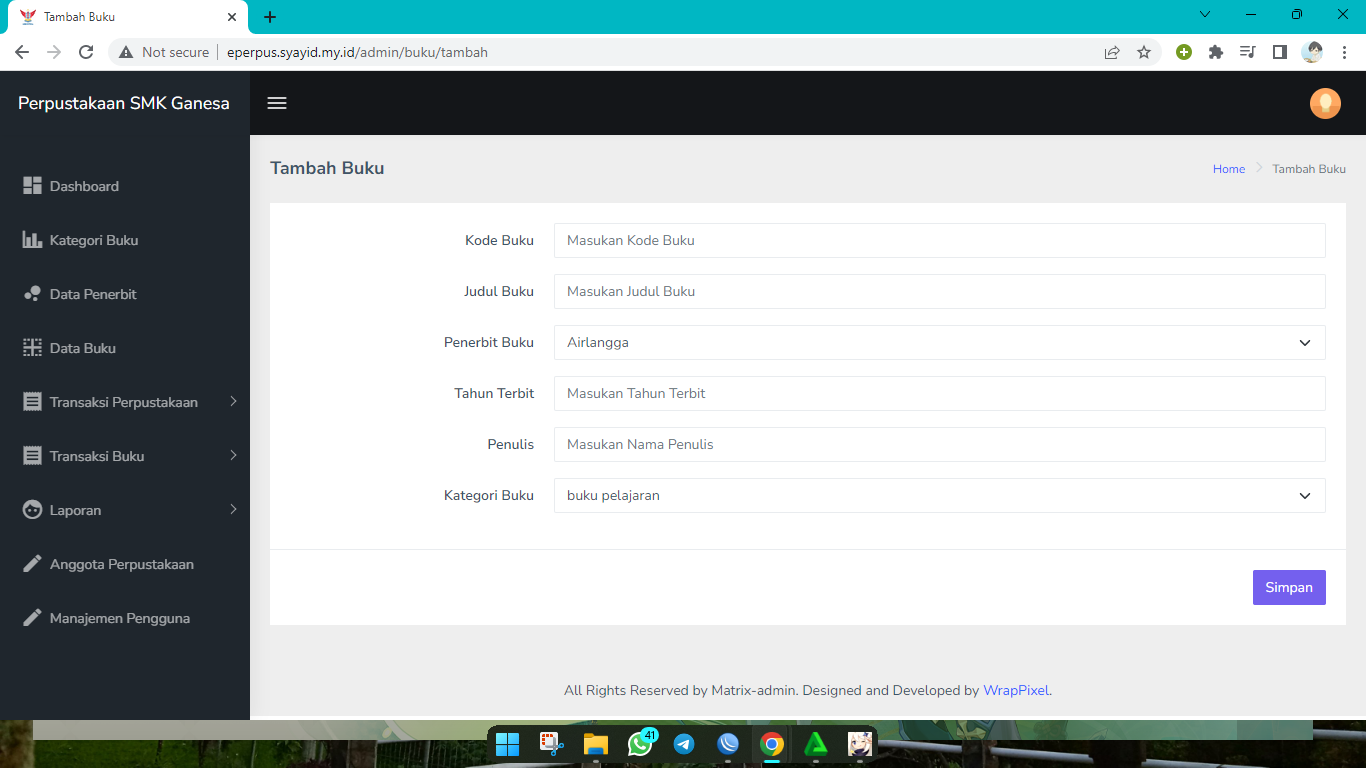 Tambah Buku
Not secure
eperpus.syayid.my.id/admin/buku/tambah
Perpustakaan SMK Ganesa
Dashboard
Kategori Buku
Data Penerbit
Data Buku
Transaksi Perpustakaan
Transaksi Buku
Laporan
Anggota Perpustakaan
Manajemen Pengguna
Tambah Buku
Home
Tambah Buku
Kode Buku
Masukan Kode Buku
Judul Buku
Masukan Judul Buku
Penerbit Buku
Airlangga
Tahun Terbit
Masukan Tahun Terbit
Penulis
Masukan Nama Penulis
Kategori Buku
buku pelajaran
Simpan
All Rights Reserved by Matrix-admin. Designed and Developed by WrapPixel.
41